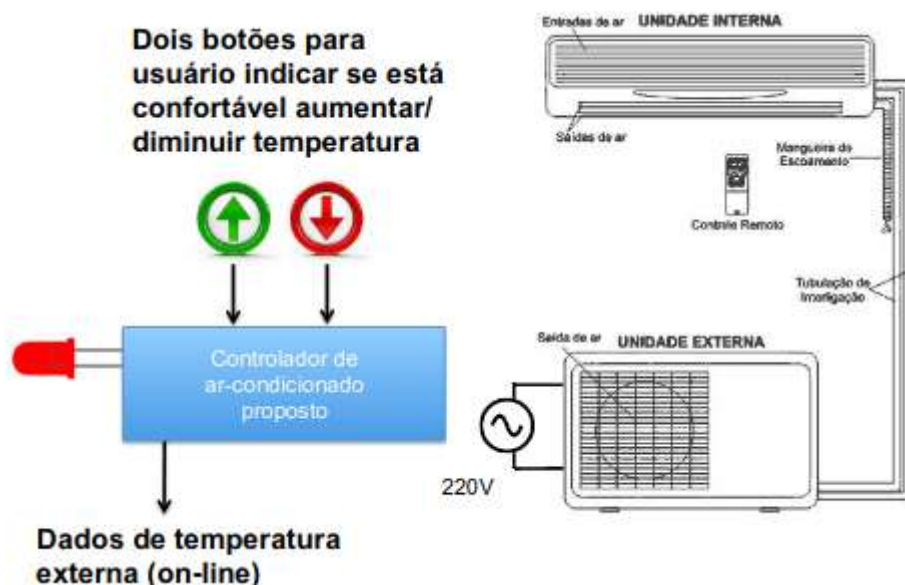 Dois botões para
usuário indicar se está
confortável aumentar/
diminuir temperatura
Controlador de
ar-condicionado
proposto
Dados de temperatura
externa (on-line)
Entradas de ar
UNIDADE INTERNA
Saídas de ar
Mangueira de
Escoamento
Controle Remoto
Tubulação de
Interligação
Saída de ar
UNIDADE EXTERNA
220V